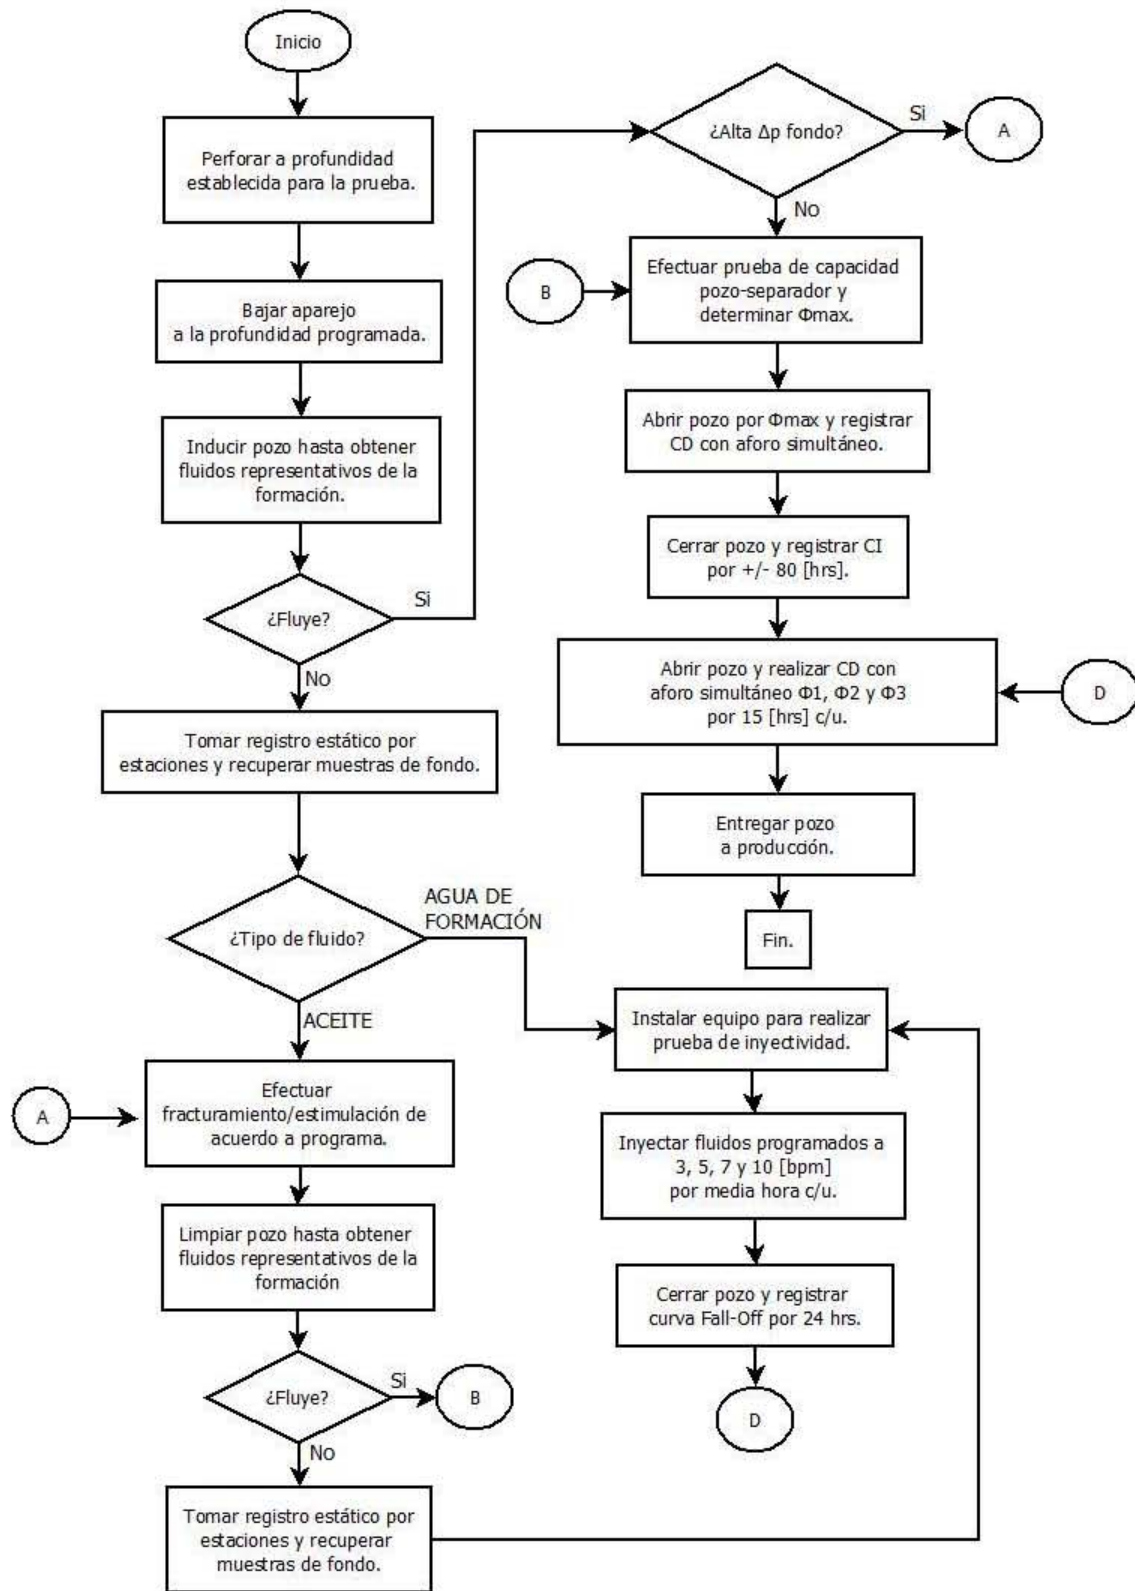 Inicio
Perforar a profundidad
establecida para la prueba.
Bajar aparejo
a la profundidad programada.
Inducir pozo hasta obtener
fluidos representativos de la
formación.
¿Fluye?
Si
No
Tomar registro estático por
estaciones y recuperar muestras de fondo.
¿Tipo de fluido?
AGUA DE
FORMACIÓN
ACEITE
A
Efectuar
fracturamiento/estimulación de
acuerdo a programa.
Limpiar pozo hasta obtener
fluidos representativos de la
formación
¿Fluye?
Si
B
No
Tomar registro estático por
estaciones y recuperar
muestras de fondo.
¿Alta Δp fondo?
Si
A
No
B
Efectuar prueba de capacidad
pozo-separador y
determinar Φmax.
Abrir pozo por Φmax y registrar
CD con aforo simultáneo.
Cerrar pozo y registrar CI
por +/- 80 [hrs].
Abrir pozo y realizar CD con
aforo simultáneo Φ1, Φ2 y Φ3
por 15 [hrs] c/u.
D
Entregar pozo
a producción.
Fin.
Instalar equipo para realizar
prueba de inyectividad.
Inyectar fluidos programados a
3, 5, 7 y 10 [bpm]
por media hora c/u.
Cerrar pozo y registrar
curva Fall-Off por 24 hrs.
D